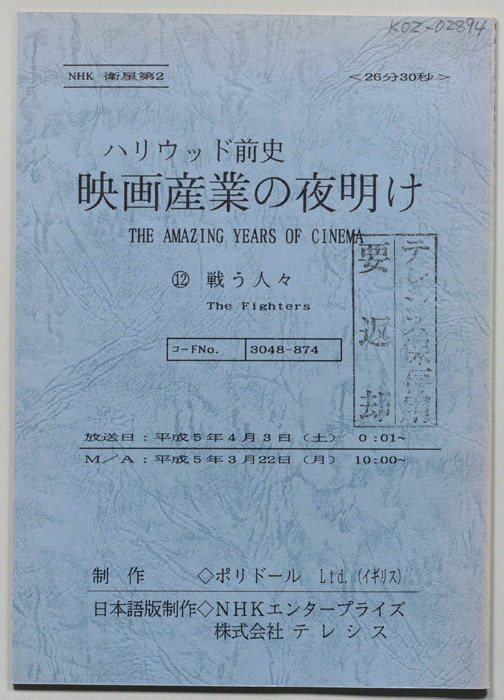 KOZ-02894
NHK 衛星第2
<26分30秒>
ハリウッド前史
映画産業の夜明け
THE AMAZING YEARS OF CINEMA
⑫ 戦う人々
The Fighters
コードNo. 3048-874
テレシス保存用
要返却
放送日:平成5年4月3日(土) 0:01~
M/A:平成5年3月22日(月) 10:00~
制作 ◇ポリドール Ltd.(イギリス)
日本語版制作◇NHKエンタープライズ
株式会社テレシス